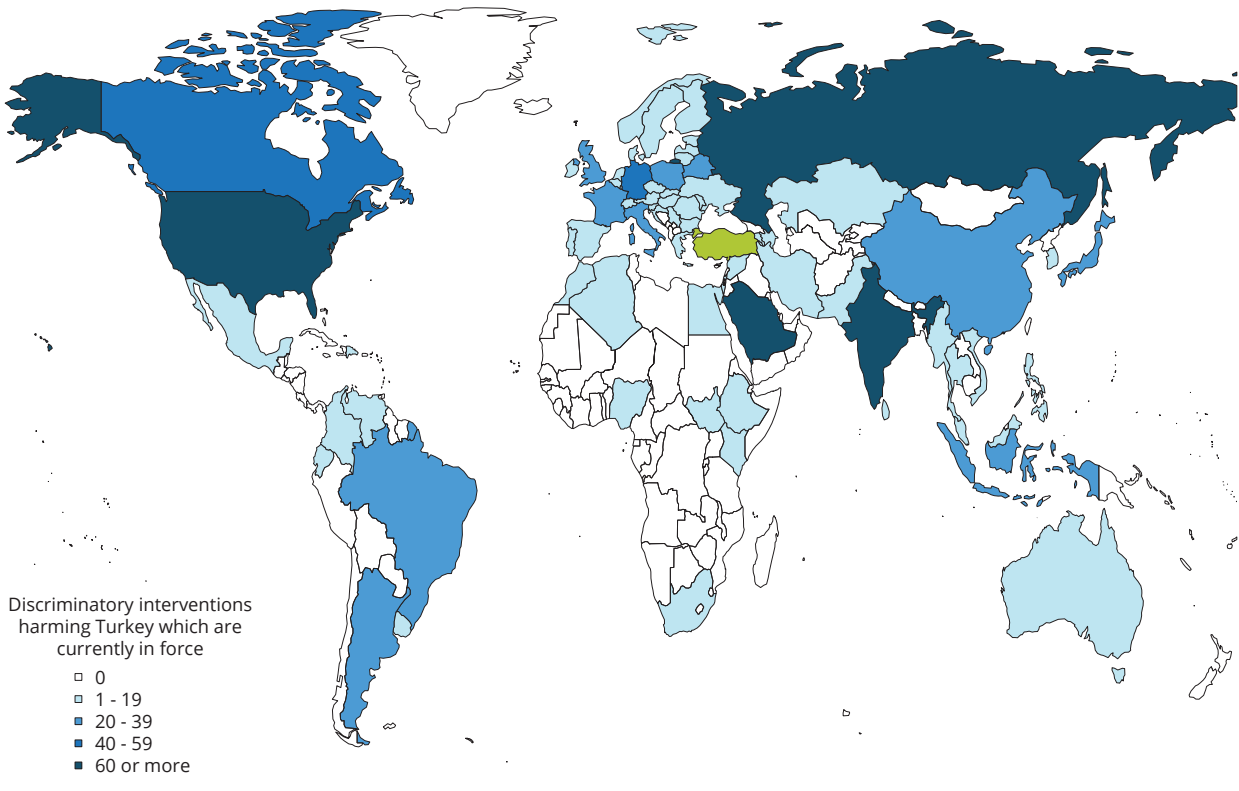 Discriminatory interventions
harming Turkey which are
currently in force
0
1 - 19
20 - 39
40 - 59
60 or more